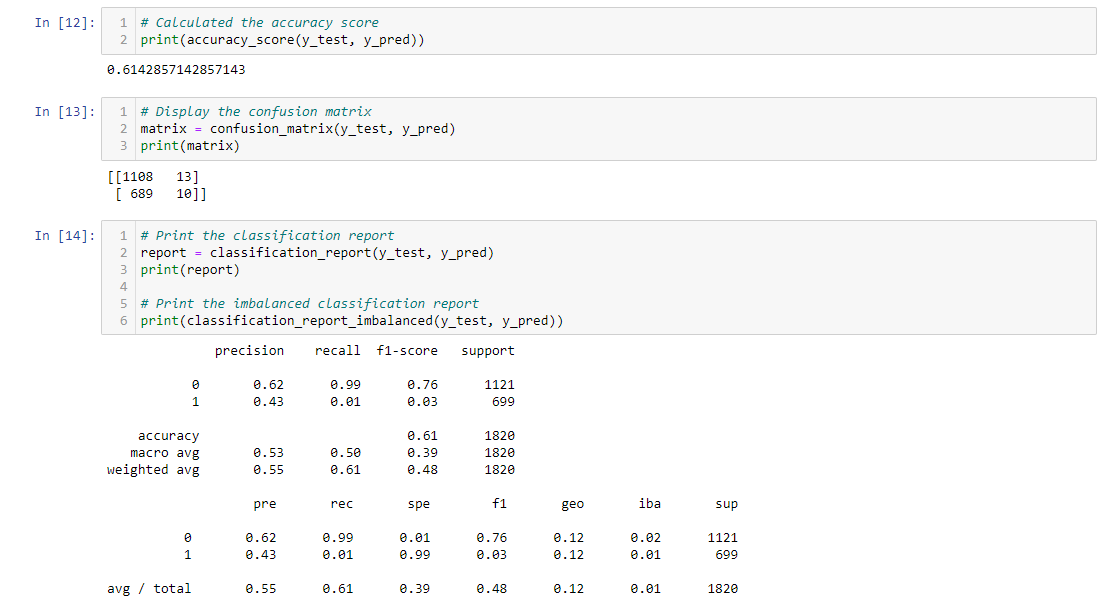 In [12]: 1 # Calculated the accuracy score
2 print(accuracy_score(y_test, y_pred))
0.6142857142857143
In [13]: 1 # Display the confusion matrix
2 matrix = confusion_matrix(y_test, y_pred)
3 print(matrix)
[[1108 13]
[ 689 10]]
In [14]: 1 # Print the classification report
2 report = classification_report(y_test, y_pred)
3 print(report)
4
5 # Print the imbalanced classification report
6 print(classification_report_imbalanced(y_test, y_pred))
precision recall f1-score support
0 0.62 0.99 0.76 1121
1 0.43 0.01 0.03 699
accuracy 0.61 1820
macro avg 0.53 0.50 0.39 1820
weighted avg 0.55 0.61 0.48 1820
pre rec spe f1 geo iba sup
0 0.62 0.99 0.01 0.76 0.12 0.02 1121
1 0.43 0.01 0.99 0.03 0.12 0.01 699
avg / total 0.55 0.61 0.39 0.48 0.12 0.01 1820